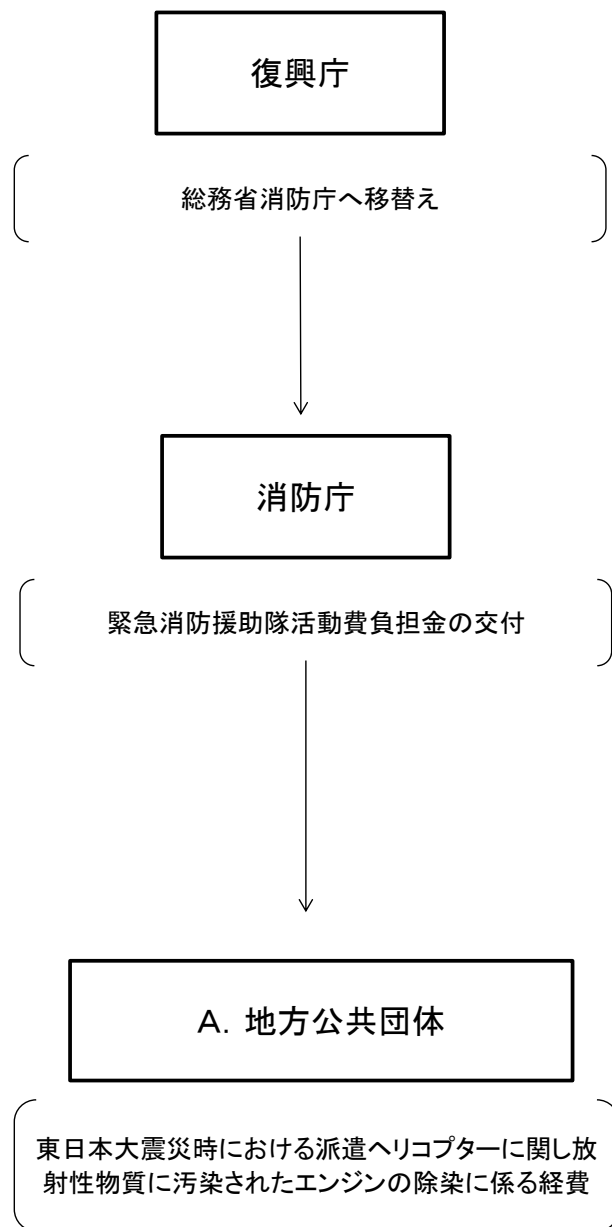 復興庁
総務省消防庁へ移替え
消防庁
緊急消防援助隊活動費負担金の交付
A. 地方公共団体
東日本大震災時における派遣ヘリコプターに関し放
射性物質に汚染されたエンジンの除染に係る経費